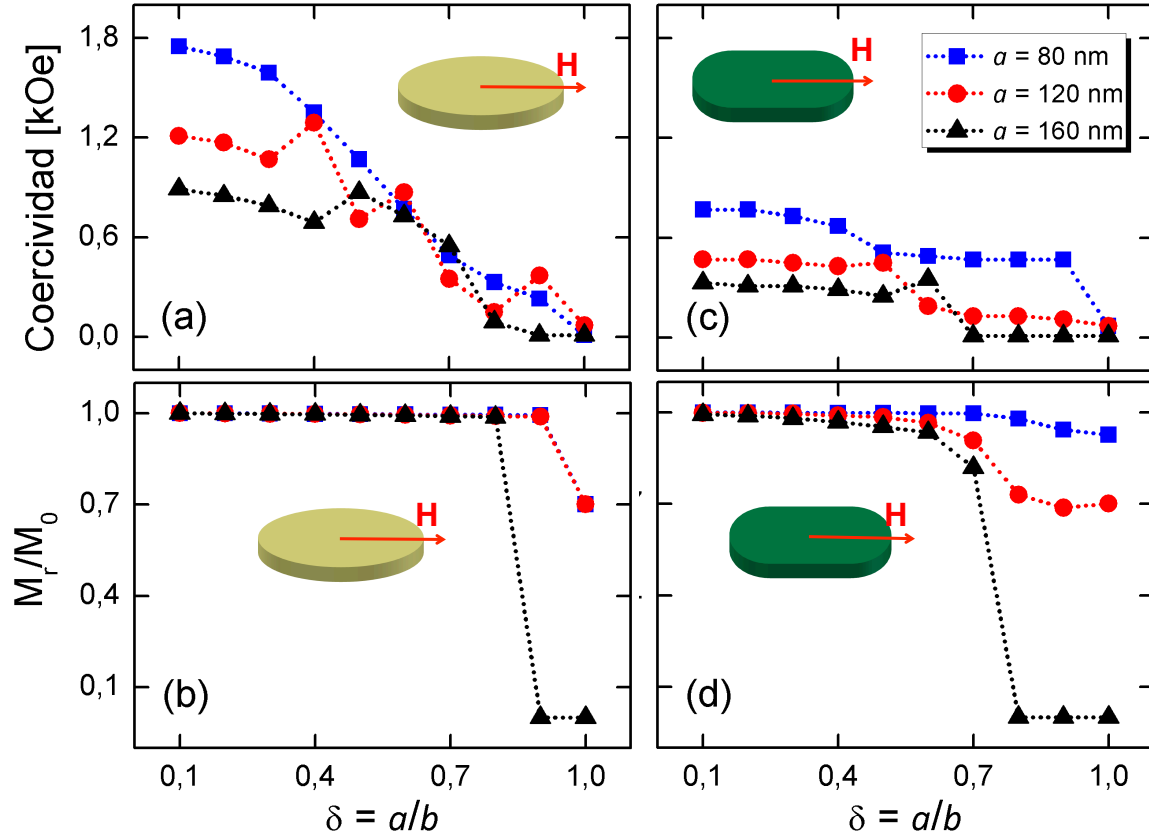 Coercividad [kOe]
1,8
1,2
0,6
0,0
H
(a)
H
a = 80 nm
a = 120 nm
a = 160 nm
(c)
M_r/M_0
1,0
0,7
0,4
0,1
H
(b)
H
(d)
0,1 0,4 0,7 1,0
δ = a/b
0,1 0,4 0,7 1,0
δ = a/b